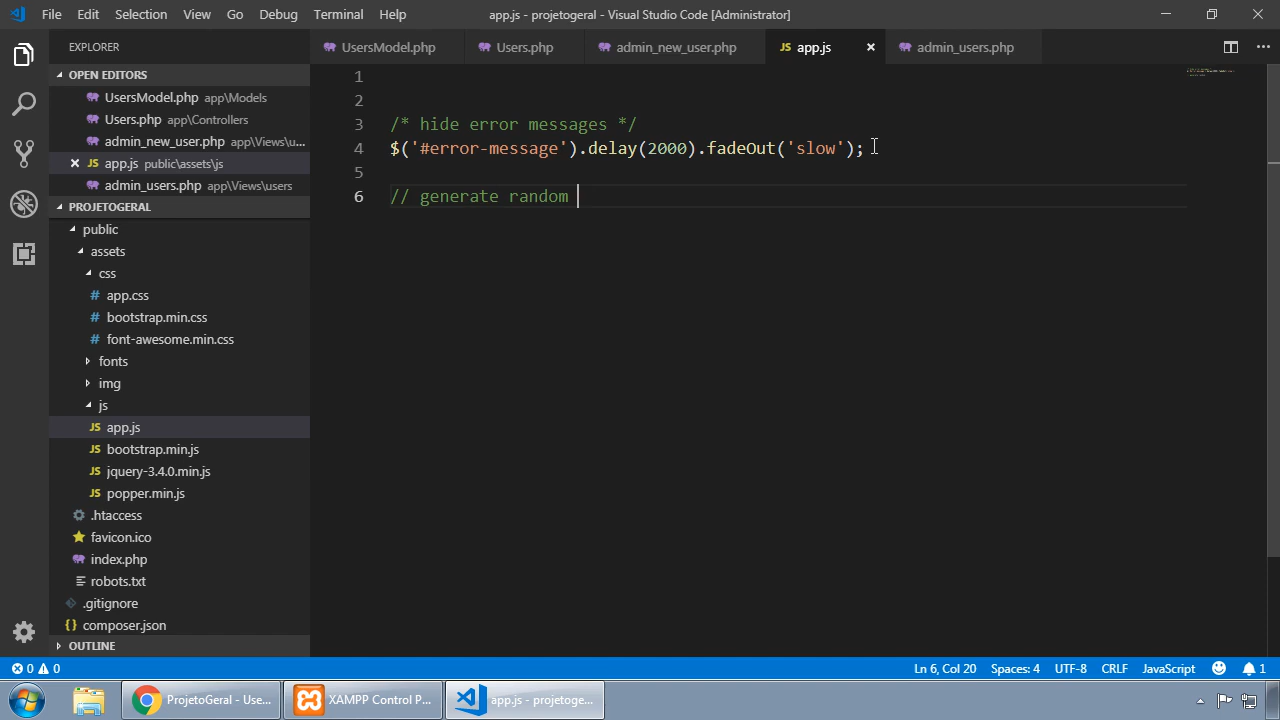 File Edit Selection View Go Debug Terminal Help app.js - projetogeral - Visual Studio Code [Administrator]
EXPLORER
UsersModel.php Users.php admin_new_user.php JS app.js × admin_users.php
OPEN EDITORS
UsersModel.php app\Models
Users.php app\Controllers
admin_new_user.php app\Views\u...
× JS app.js public\assets\js
admin_users.php app\Views\users
PROJETOGERAL
public
assets
css
# app.css
# bootstrap.min.css
# font-awesome.min.css
fonts
img
js
JS app.js
JS bootstrap.min.js
JS jquery-3.4.0.min.js
JS popper.min.js
.htaccess
favicon.ico
index.php
robots.txt
.gitignore
{} composer.json
OUTLINE
1
2
3 /* hide error messages */
4 $('#error-message').delay(2000).fadeOut('slow');
5
6 // generate random
0 0 Ln 6, Col 20 Spaces: 4 UTF-8 CRLF JavaScript 1
ProjetoGeral - Use... XAMPP Control P... app.js - projetoge...